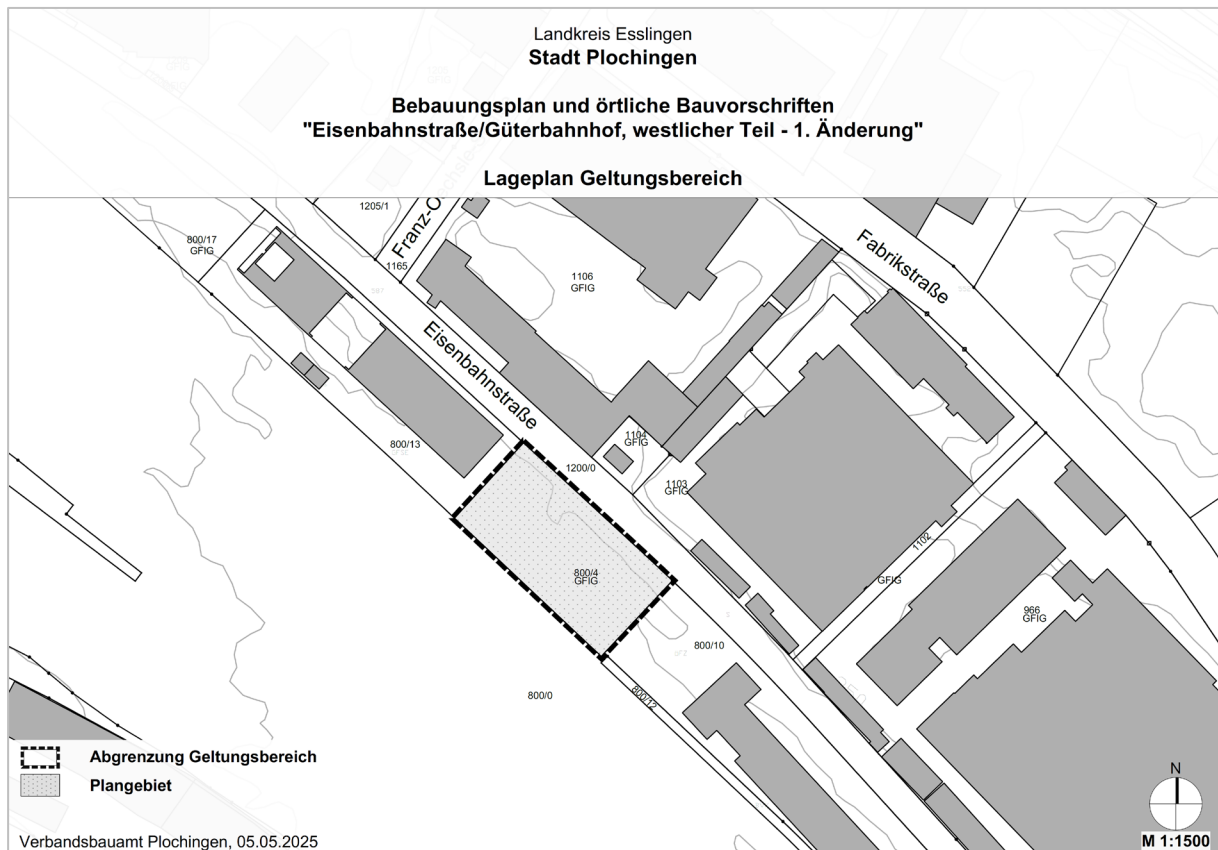 Landkreis Esslingen
Stadt Plochingen
Bebauungsplan und örtliche Bauvorschriften
"Eisenbahnstraße/Güterbahnhof, westlicher Teil - 1. Änderung"
Lageplan Geltungsbereich
1205/1
800/17
GFIG
1165
1106
GFIG
Fabrikstraße
Eisenbahnstraße
800/13
1200/0
1104
GFIG
1103
GFIG
1102
GFIG
800/4
GFIG
966
GFIG
800/10
800/12
800/0
Abgrenzung Geltungsbereich
Plangebiet
N
Verbandsbauamt Plochingen, 05.05.2025
M 1:1500